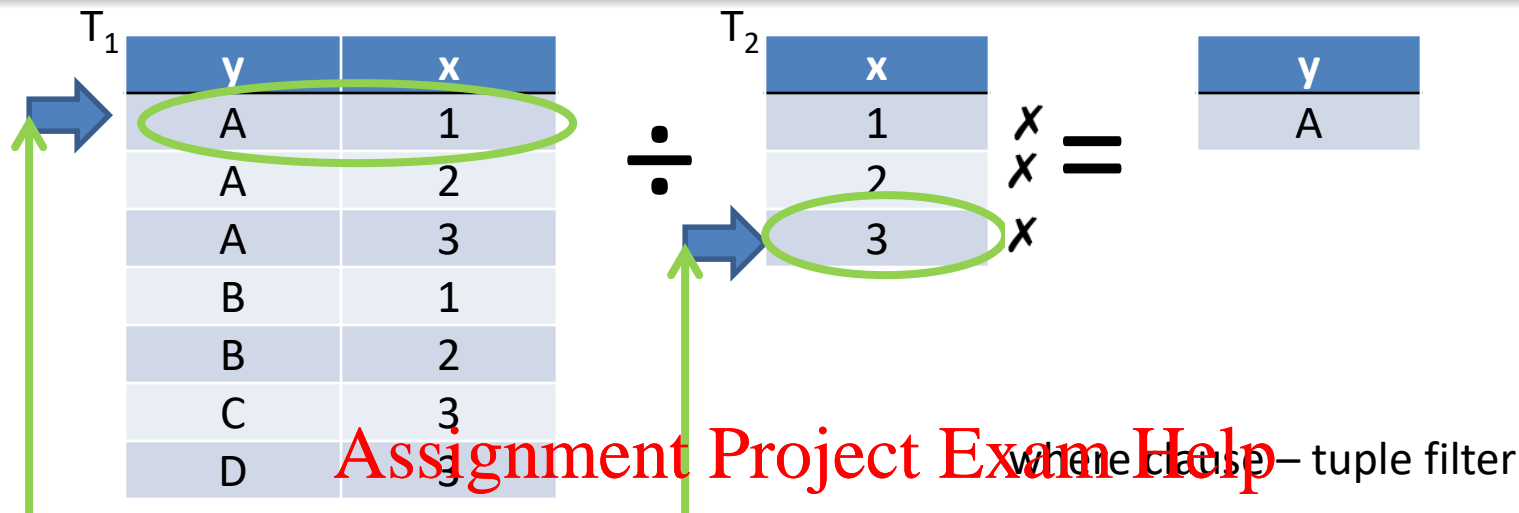 T1 T2
y x x y
A 1 1 ✗ A
A 2 ÷ 2 ✗ =
A 3 3 ✗
B 1
B 2
C 3
D 3
Assignment Project Exam Help
where clause – tuple filter